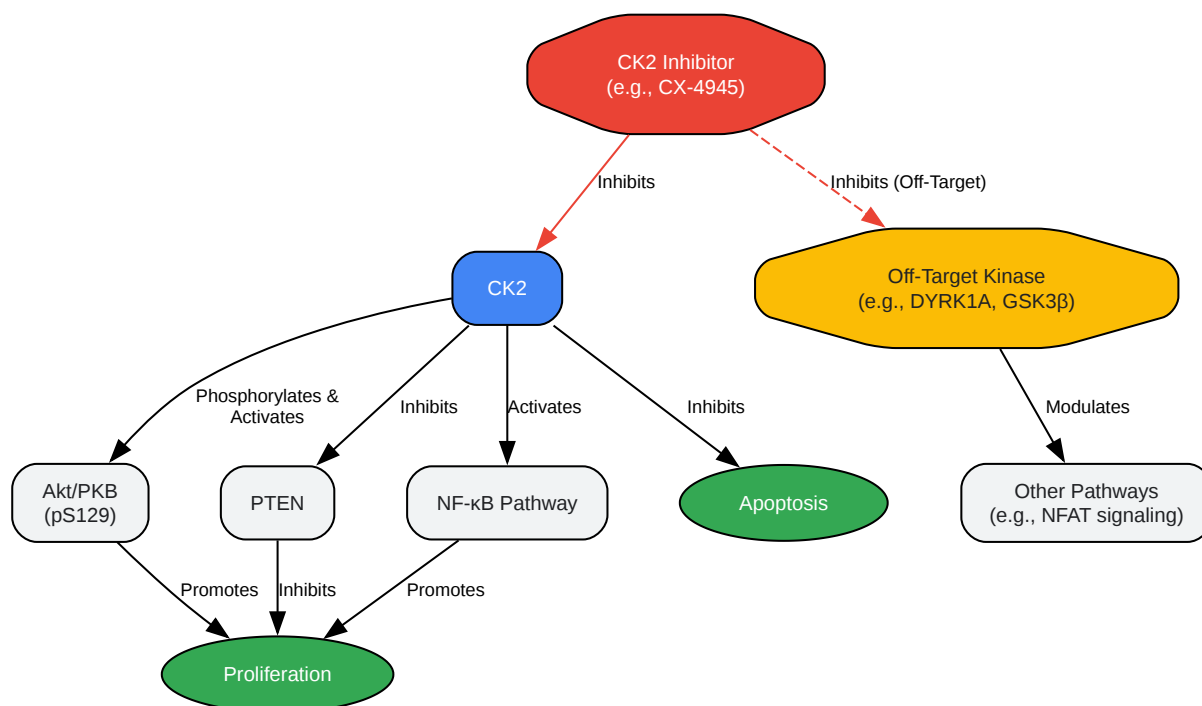 CK2 Inhibitor
(e.g., CX-4945)
Inhibits
Inhibits (Off-Target)
CK2
Off-Target Kinase
(e.g., DYRK1A, GSK3β)
Phosphorylates &
Activates
Inhibits
Activates
Inhibits
Modulates
Akt/PKB
(pS129)
PTEN
NF-κB Pathway
Apoptosis
Other Pathways
(e.g., NFAT signaling)
Promotes
Inhibits
Promotes
Proliferation